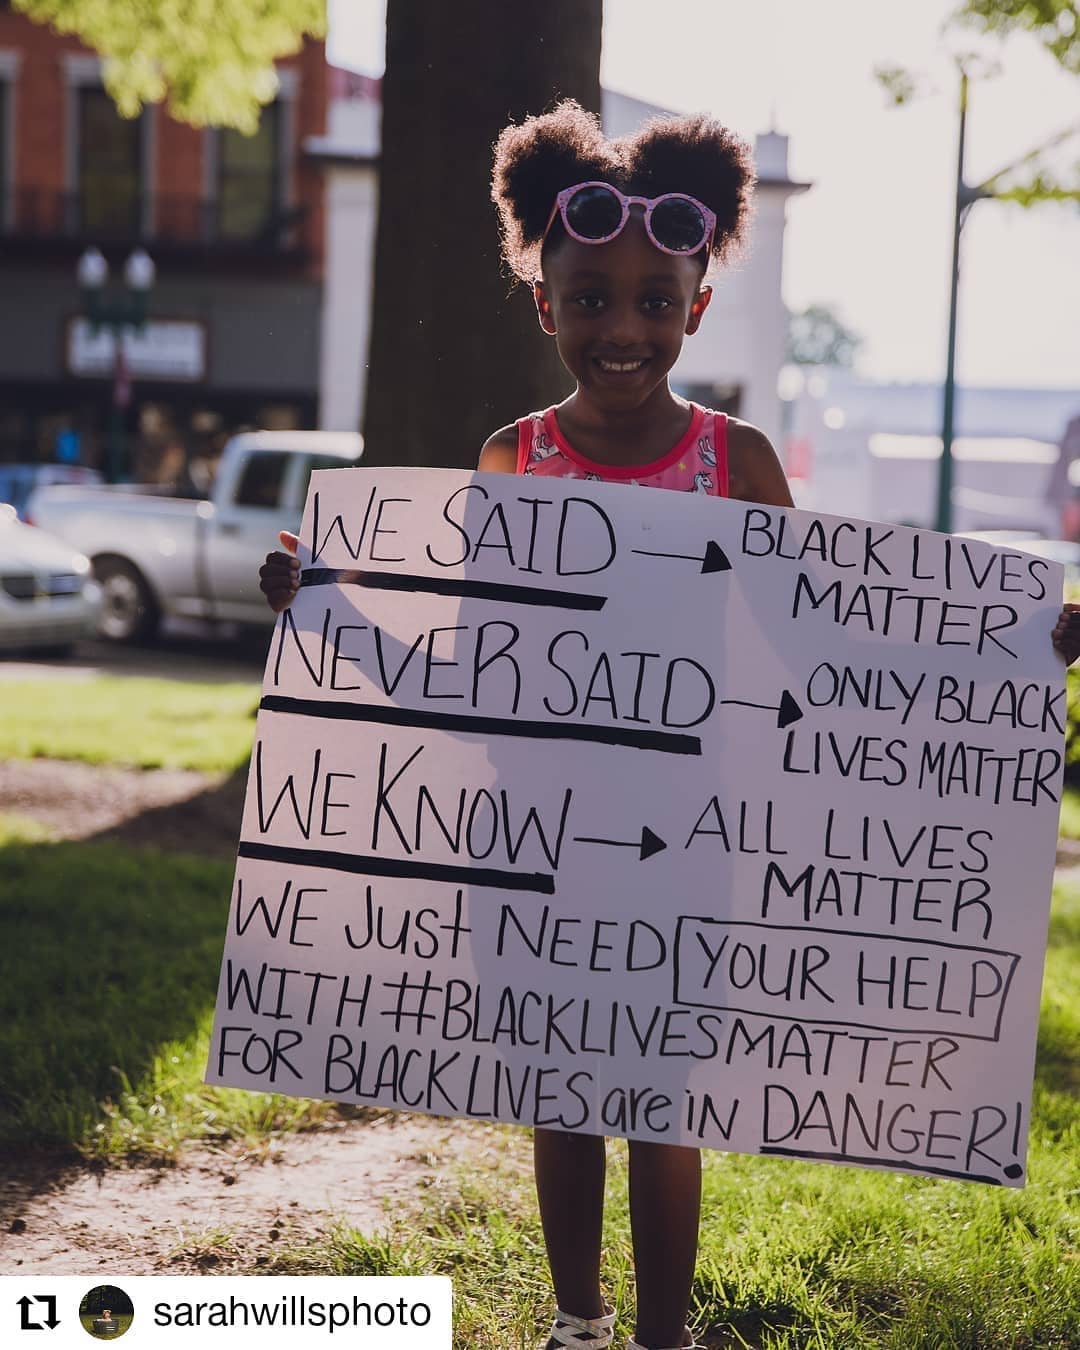 WE SAID → BLACK LIVES
MATTER
NEVER SAID → ONLY BLACK
LIVES MATTER
WE KNOW → ALL LIVES
MATTER
WE JUST NEED YOUR HELP
WITH #BLACKLIVESMATTER
FOR BLACK LIVES are iN DANGER!
sarahwillsphoto